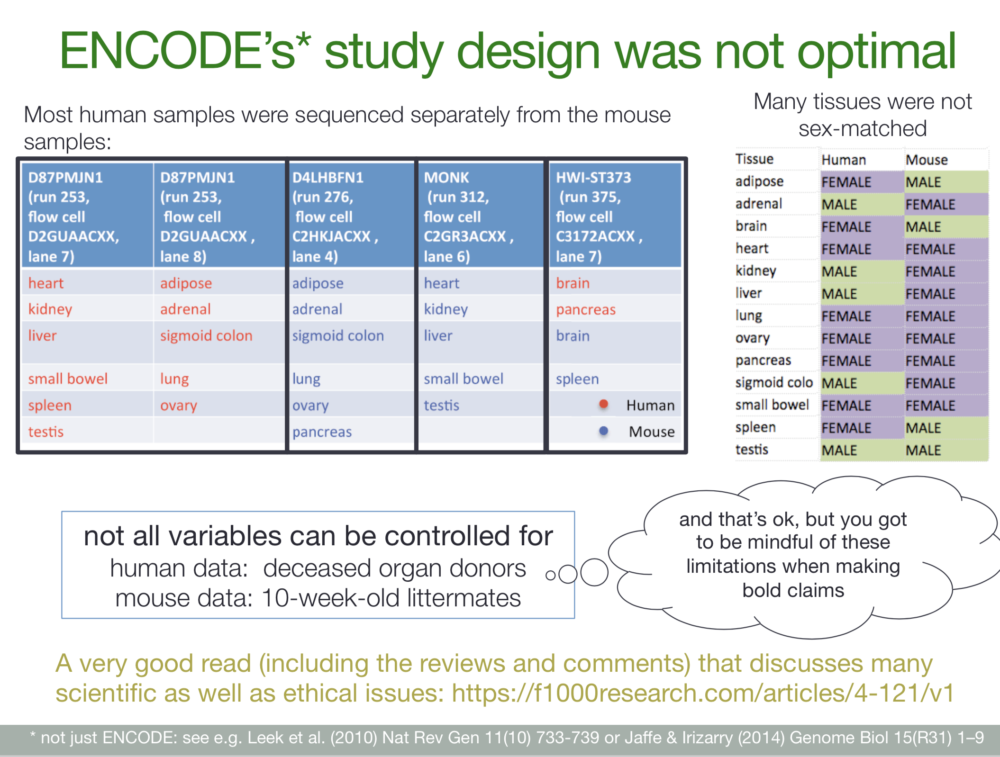 ENCODE’s* study design was not optimal
Most human samples were sequenced separately from the mouse
samples:
D87PMJN1
(run 253,
flow cell
D2GUAACXX,
lane 7)
D87PMJN1
(run 253,
flow cell
D2GUAACXX ,
lane 8)
D4LHBFN1
(run 276,
flow cell
C2HKJACXX ,
lane 4)
MONK
(run 312,
flow cell
C2GR3ACXX ,
lane 6)
HWI-ST373
(run 375,
flow cell
C3172ACXX ,
lane 7)
heart adipose adipose heart brain
kidney adrenal adrenal kidney pancreas
liver sigmoid colon sigmoid colon liver brain
small bowel lung lung small bowel spleen
spleen ovary ovary testis
testis pancreas
Human
Mouse
Many tissues were not
sex-matched
Tissue Human Mouse
adipose FEMALE MALE
adrenal MALE FEMALE
brain FEMALE MALE
heart FEMALE FEMALE
kidney MALE FEMALE
liver MALE FEMALE
lung FEMALE FEMALE
ovary FEMALE FEMALE
pancreas FEMALE FEMALE
sigmoid colo MALE FEMALE
small bowel FEMALE FEMALE
spleen FEMALE MALE
testis MALE MALE
not all variables can be controlled for
human data: deceased organ donors
mouse data: 10-week-old littermates
and that’s ok, but you got
to be mindful of these
limitations when making
bold claims
A very good read (including the reviews and comments) that discusses many
scientific as well as ethical issues: https://f1000research.com/articles/4-121/v1
* not just ENCODE: see e.g. Leek et al. (2010) Nat Rev Gen 11(10) 733-739 or Jaffe & Irizarry (2014) Genome Biol 15(R31) 1–9